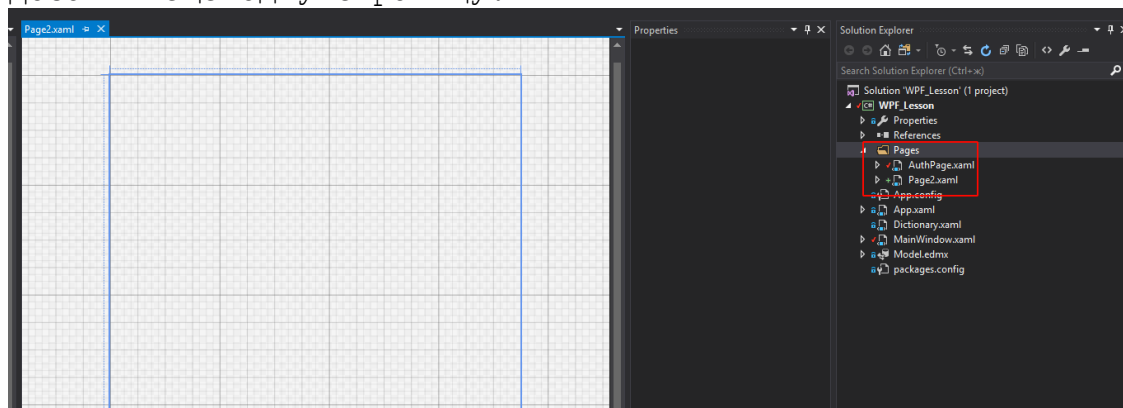 Page2.xaml
Properties
Solution Explorer
Search Solution Explorer (Ctrl+ж)
Solution 'WPF_Lesson' (1 project)
WPF_Lesson
Properties
References
Pages
AuthPage.xaml
Page2.xaml
App.config
App.xaml
Dictionary.xaml
MainWindow.xaml
Model.edmx
packages.config